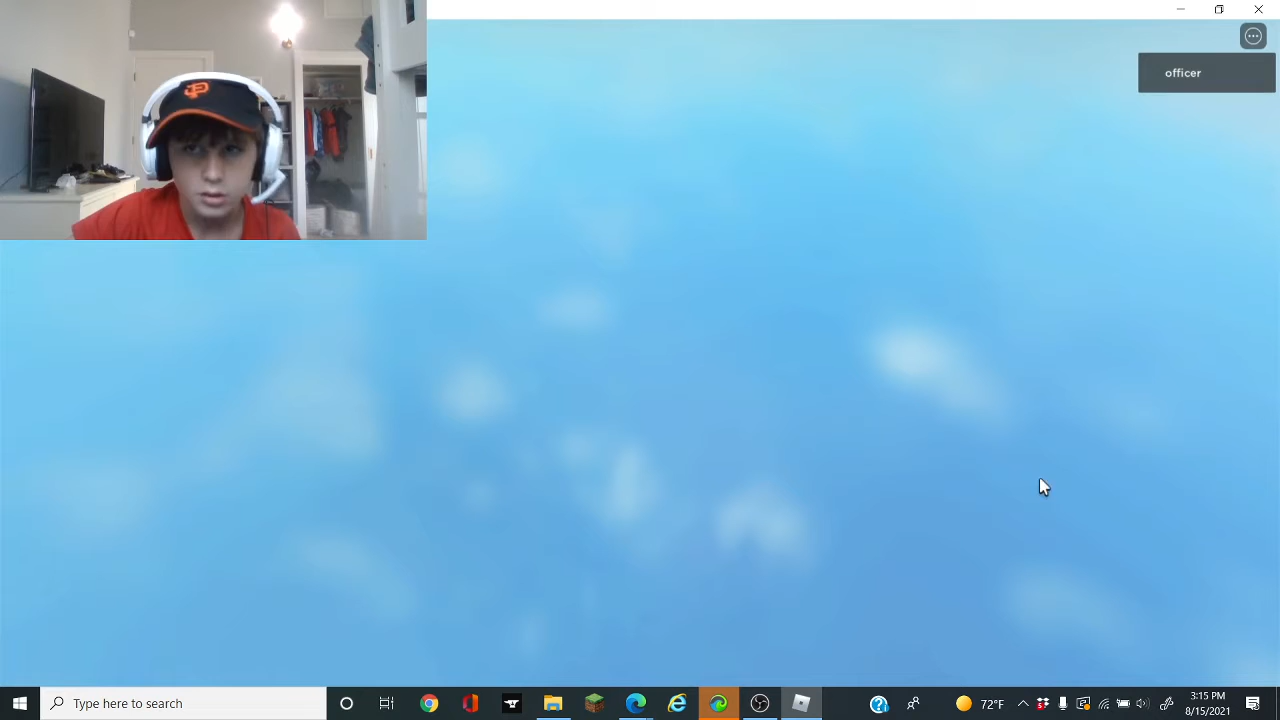 officer
Type here to search
72°F
3:15 PM
8/15/2021